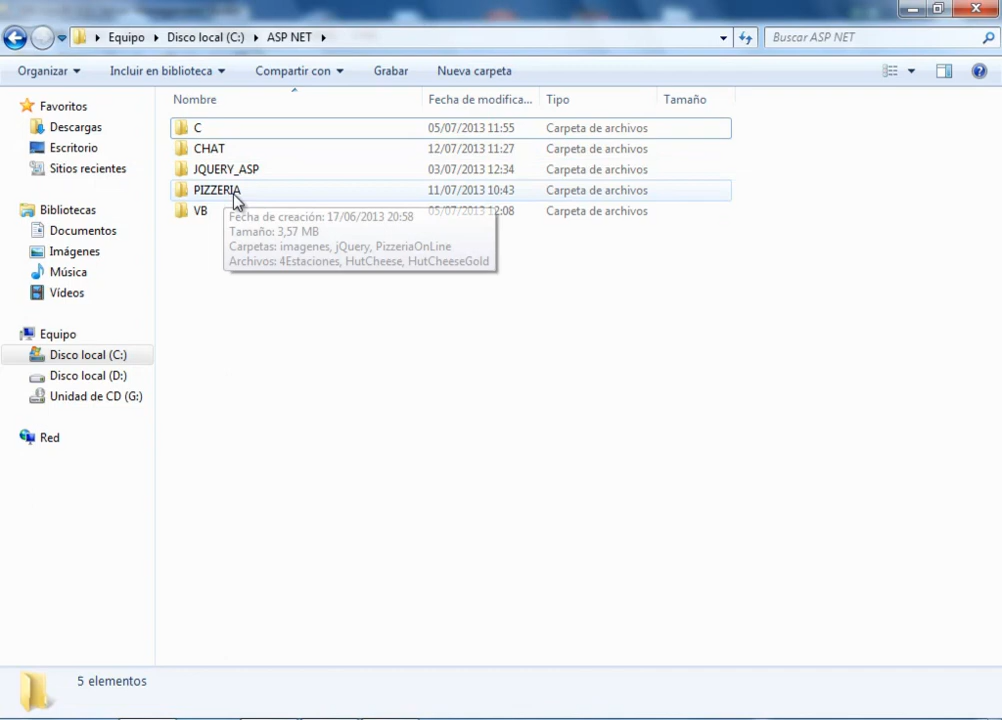 Equipo Disco local (C:) ASP NET
Buscar ASP NET
Organizar Incluir en biblioteca Compartir con Grabar Nueva carpeta
Nombre Fecha de modifica... Tipo Tamaño
Favoritos
Descargas
Escritorio
Sitios recientes
Bibliotecas
Documentos
Imágenes
Música
Vídeos
Equipo
Disco local (C:)
Disco local (D:)
Unidad de CD (G:)
Red
C 05/07/2013 11:55 Carpeta de archivos
CHAT 12/07/2013 11:27 Carpeta de archivos
JQUERY_ASP 03/07/2013 12:34 Carpeta de archivos
PIZZERIA 11/07/2013 10:43 Carpeta de archivos
VB 05/07/2013 12:08 Carpeta de archivos
Fecha de creación: 17/06/2013 20:58
Tamaño: 3,57 MB
Carpetas: imagenes, jQuery, PizzeriaOnLine
Archivos: 4Estaciones, HutCheese, HutCheeseGold
5 elementos